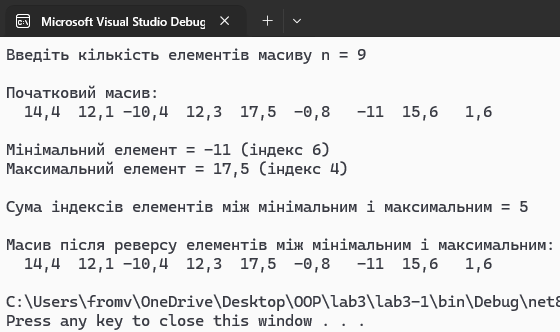 Microsoft Visual Studio Debug
Введіть кількість елементів масиву n = 9
Початковий масив:
14,4 12,1 -10,4 12,3 17,5 -0,8 -11 15,6 1,6
Мінімальний елемент = -11 (індекс 6)
Максимальний елемент = 17,5 (індекс 4)
Сума індексів елементів між мінімальним і максимальним = 5
Масив після реверсу елементів між мінімальним і максимальним:
14,4 12,1 -10,4 12,3 17,5 -0,8 -11 15,6 1,6
C:\Users\fromv\OneDrive\Desktop\OOP\lab3\lab3-1\bin\Debug\net8
Press any key to close this window . . .